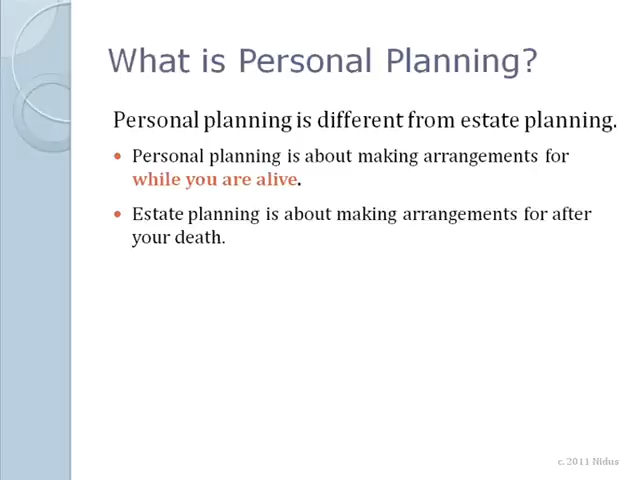 What is Personal Planning?
Personal planning is different from estate planning.
• Personal planning is about making arrangements for
while you are alive.
• Estate planning is about making arrangements for after
your death.
c. 2011 Nidus